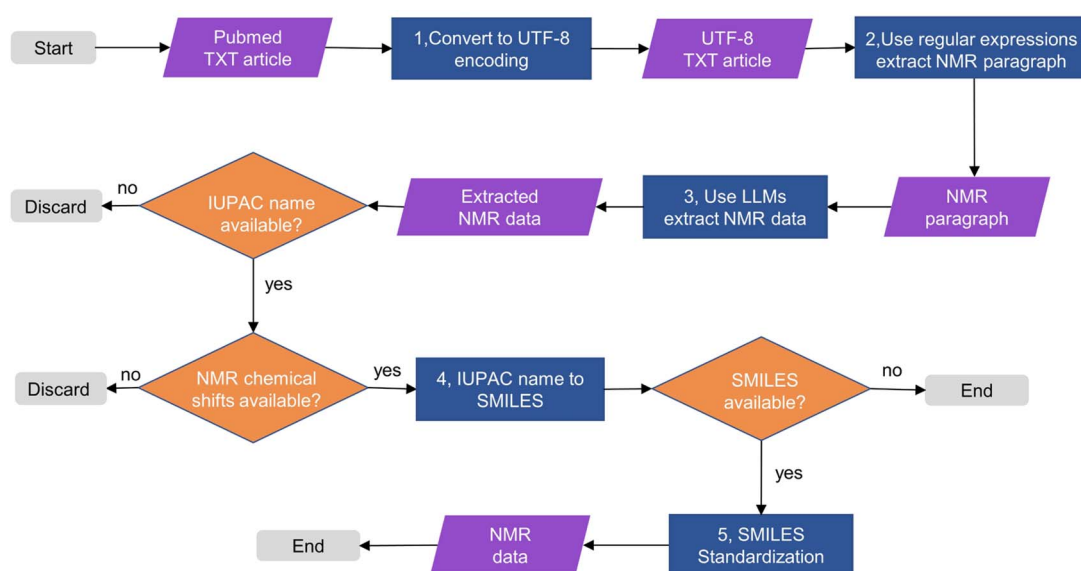 Start
Pubmed
TXT article
1,Convert to UTF-8
encoding
UTF-8
TXT article
2,Use regular expressions
extract NMR paragraph
NMR
paragraph
3, Use LLMs
extract NMR data
Extracted
NMR data
IUPAC name
available?
no
Discard
yes
NMR chemical
shifts available?
no
Discard
yes
4, IUPAC name to
SMILES
SMILES
available?
no
End
yes
5, SMILES
Standardization
NMR
data
End